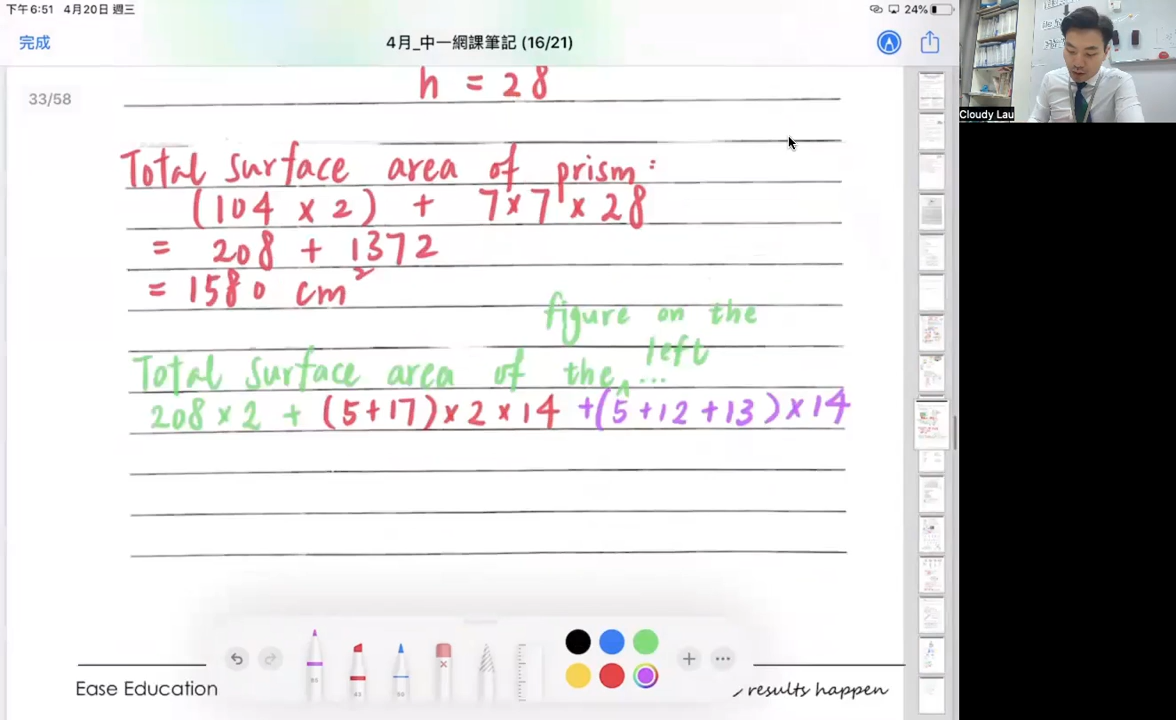 下午6:51 4月20日 週三
24%
完成
4月_中一網課筆記 (16/21)
33/58
h = 28
Total surface area of prism:
(104 × 2) + 7×7×28
= 208 + 1372
= 1580 cm²
figure on the
left
Total surface area of the ^ ...
208 × 2 + (5+17)×2×14 +(5+12+13)×14
Ease Education
results happen
Cloudy Lau